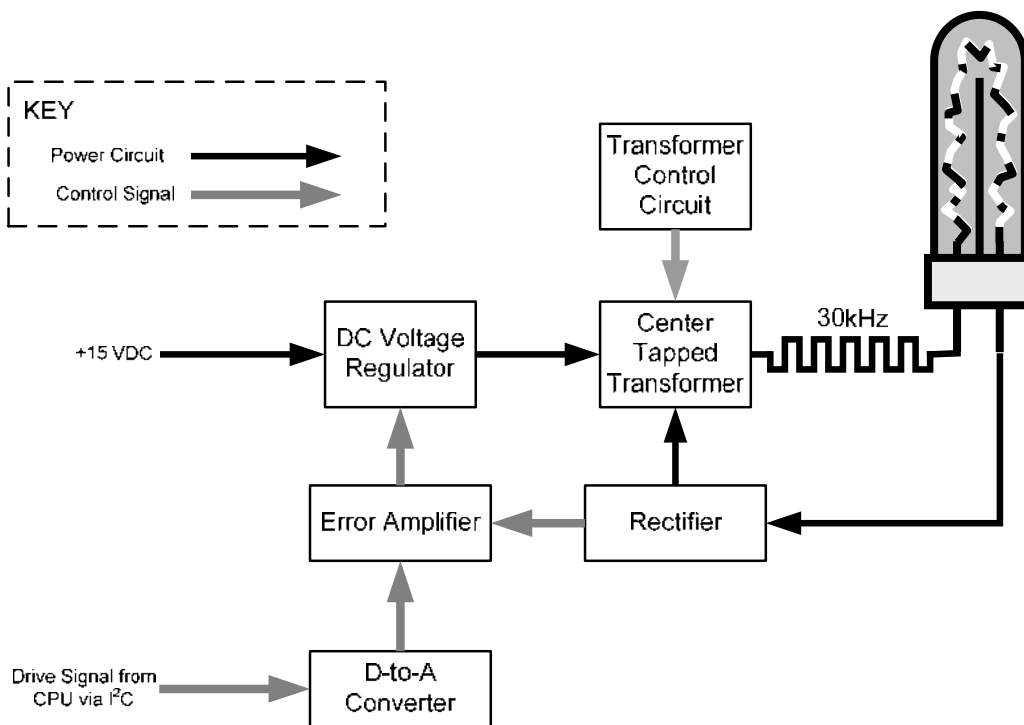 KEY
Power Circuit
Control Signal
Transformer
Control
Circuit
+15 VDC
DC Voltage
Regulator
Center
Tapped
Transformer
30kHz
Error Amplifier
Rectifier
Drive Signal from
CPU via I²C
D-to-A
Converter